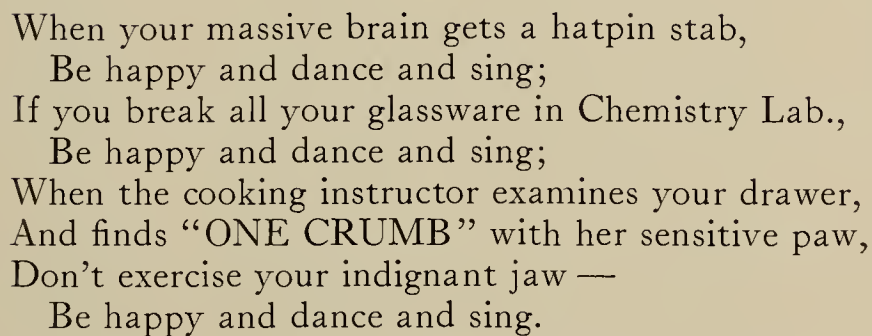 When your massive brain gets a hatpin stab,
Be happy and dance and sing;
If you break all your glassware in Chemistry Lab.,
Be happy and dance and sing;
When the cooking instructor examines your drawer,
And finds “ONE CRUMB” with her sensitive paw,
Don't exercise your indignant jaw —
Be happy and dance and sing.